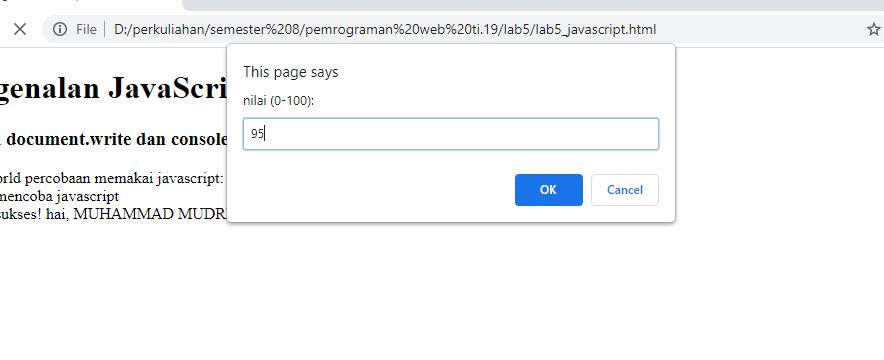 File | D:/perkuliahan/semester%208/pemrograman%20web%20ti.19/lab5/lab5_javascript.html
This page says
nilai (0-100):
95
OK Cancel
genalan JavaScri
document.write dan console
orld percobaan memakai javascript:
mencoba javascript
sukses! hai, MUHAMMAD MUDR